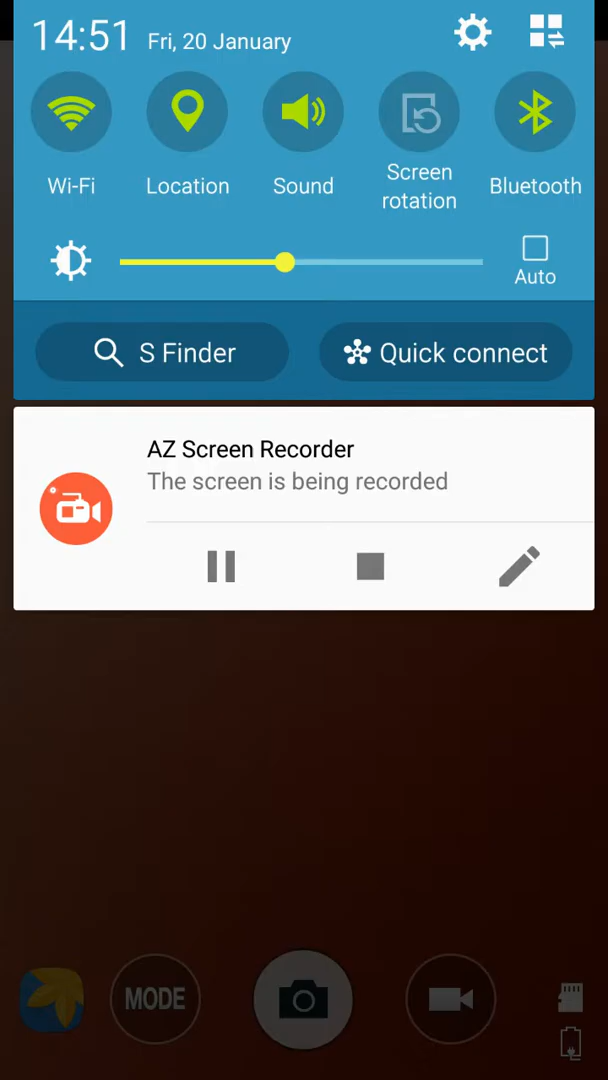 14:51 Fri, 20 January
Wi-Fi
Location
Sound
Screen
rotation
Bluetooth
Auto
S Finder
Quick connect
AZ Screen Recorder
The screen is being recorded
MODE